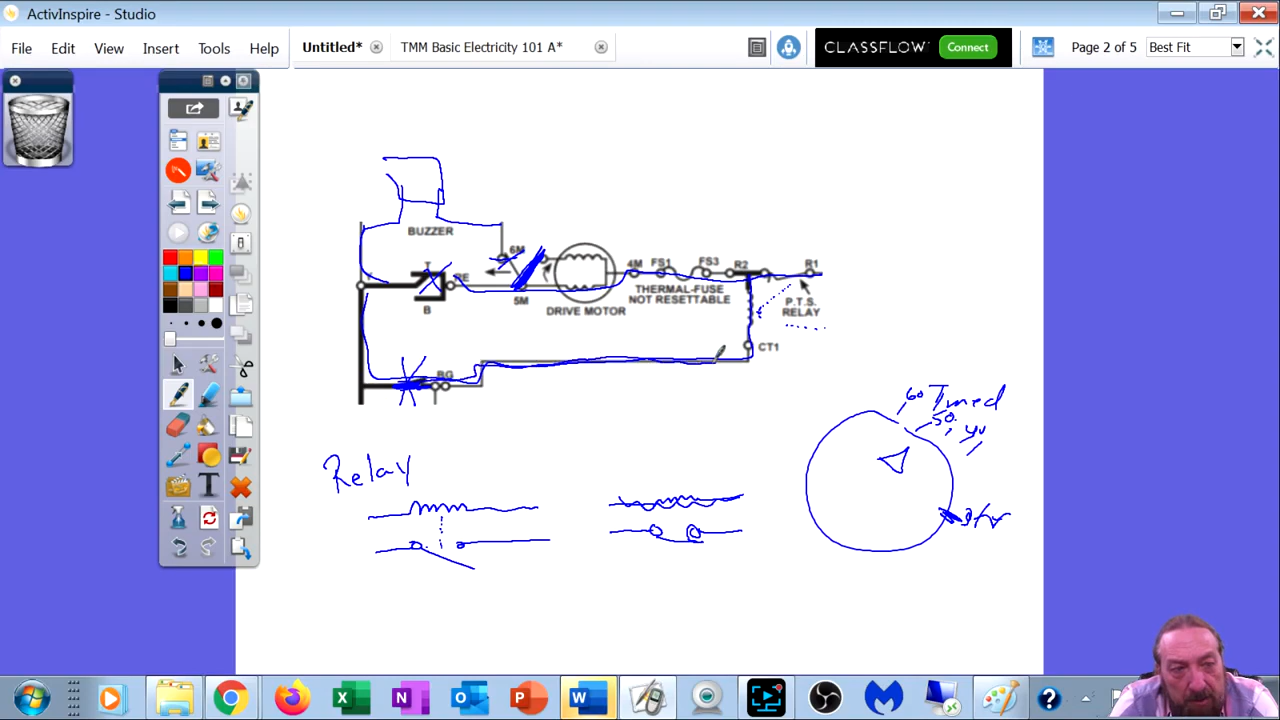 ActivInspire - Studio
File Edit View Insert Tools Help Untitled* TMM Basic Electricity 101 A* CLASSFLOW Connect Page 2 of 5 Best Fit
BUZZER
6M
T
RE
4M FS1 FS3 R2 R1
B
5M
DRIVE MOTOR
THERMAL-FUSE
NOT RESETTABLE
P.T.S.
RELAY
CT1
BG
60 Timed
50
40
Relay